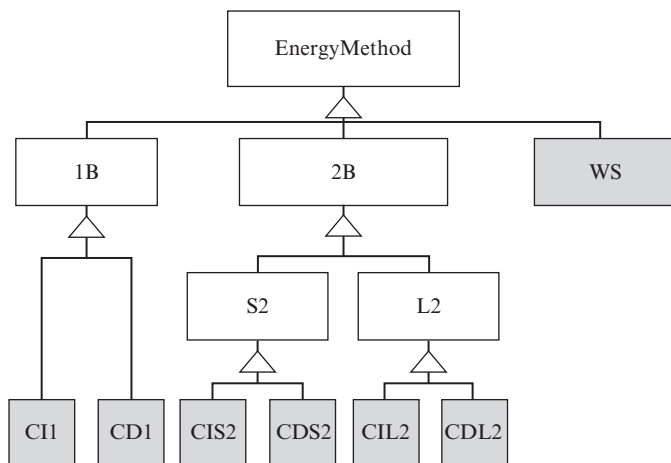 EnergyMethod
1B
2B
WS
S2
L2
CI1
CD1
CIS2
CDS2
CIL2
CDL2